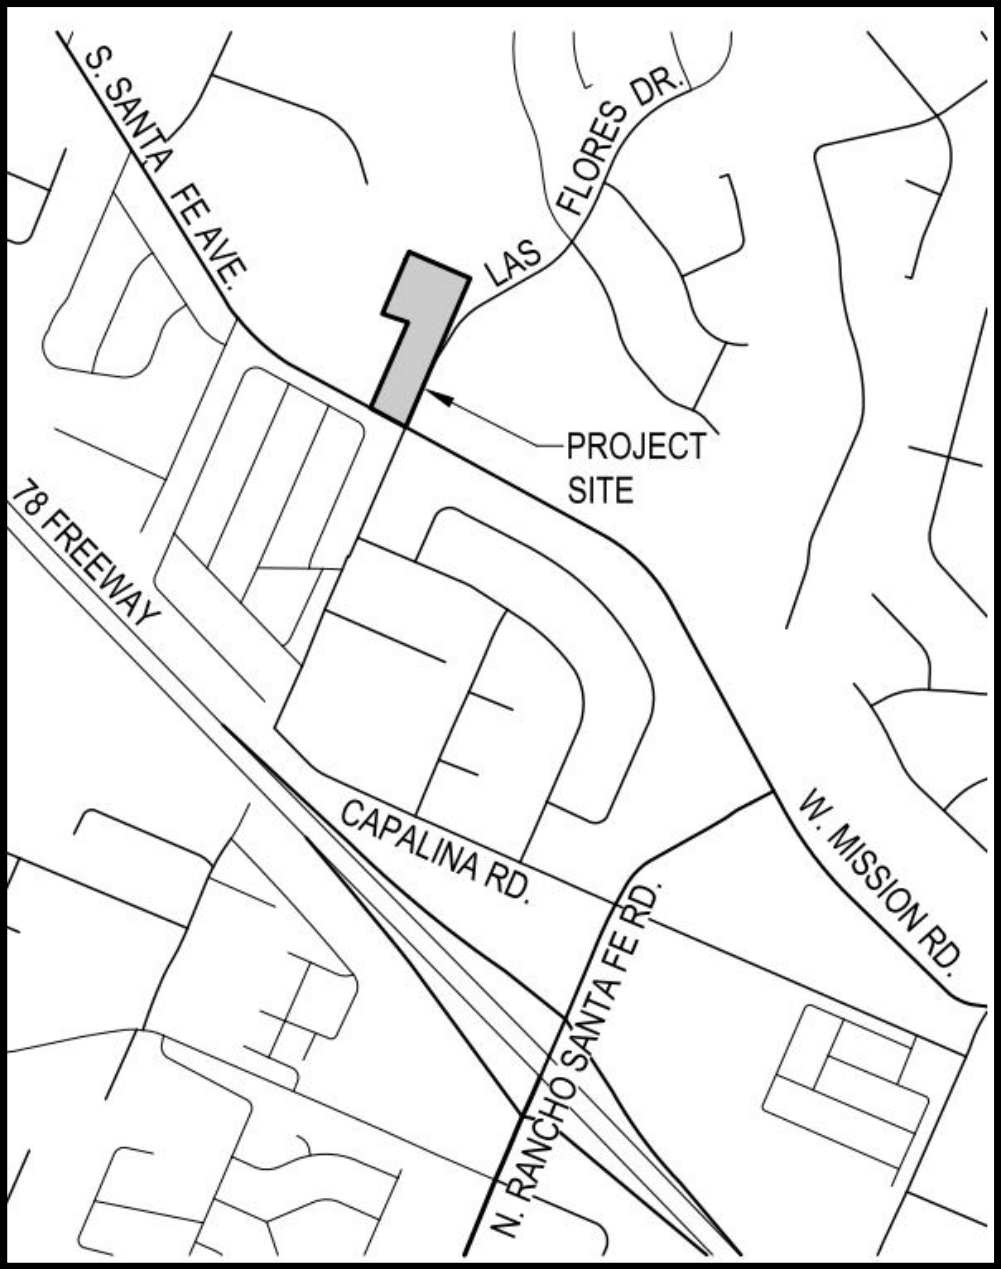 S. SANTA FE AVE.
LAS FLORES DR.
PROJECT
SITE
78 FREEWAY
CAPALINA RD.
W. MISSION RD.
N. RANCHO SANTA FE RD.